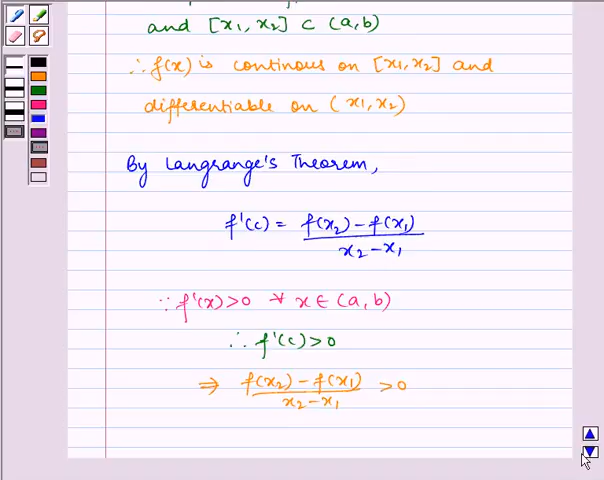 and [x₁, x₂] ⊂ (a, b)
∴ f(x) is continous on [x₁, x₂] and
differentiable on (x₁, x₂)
By Langrange's Theorem,
f'(c) = (f(x₂) − f(x₁)) / (x₂ − x₁)
∵ f'(x) > 0 ∀ x ∈ (a, b)
∴ f'(c) > 0
⇒ (f(x₂) − f(x₁)) / (x₂ − x₁) > 0